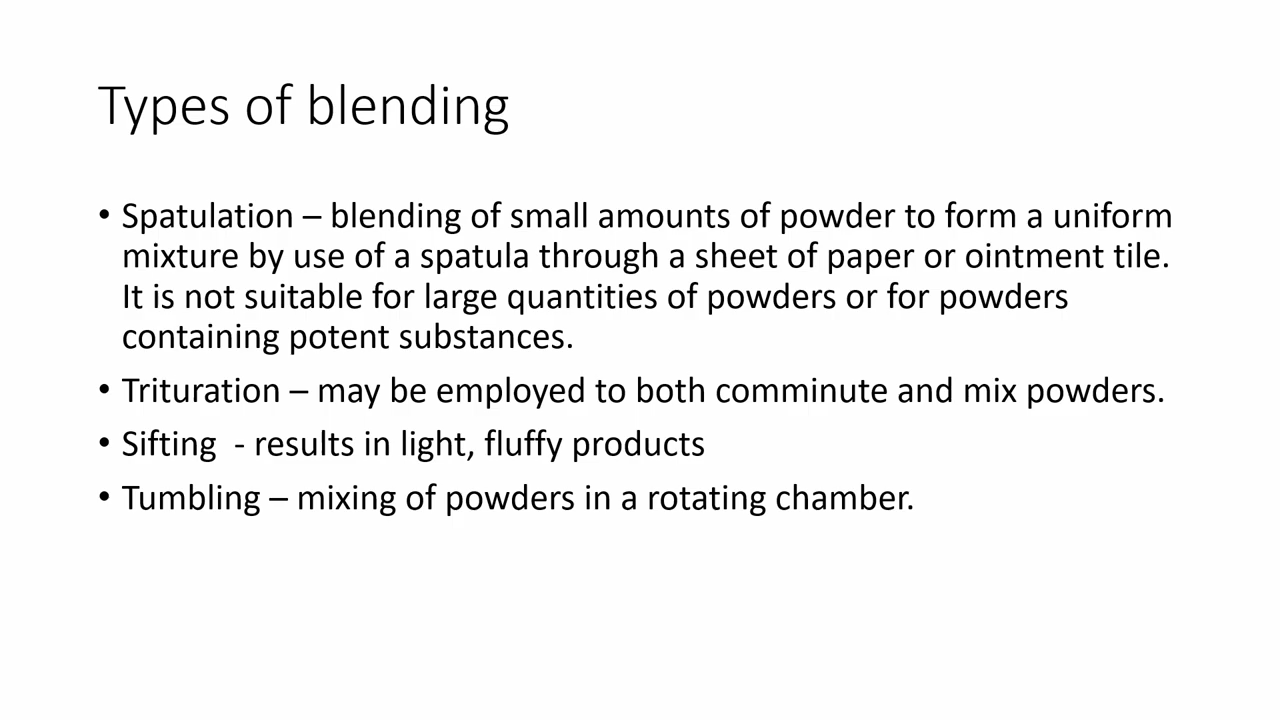 Types of blending
• Spatulation – blending of small amounts of powder to form a uniform
mixture by use of a spatula through a sheet of paper or ointment tile.
It is not suitable for large quantities of powders or for powders
containing potent substances.
• Trituration – may be employed to both comminute and mix powders.
• Sifting  - results in light, fluffy products
• Tumbling – mixing of powders in a rotating chamber.